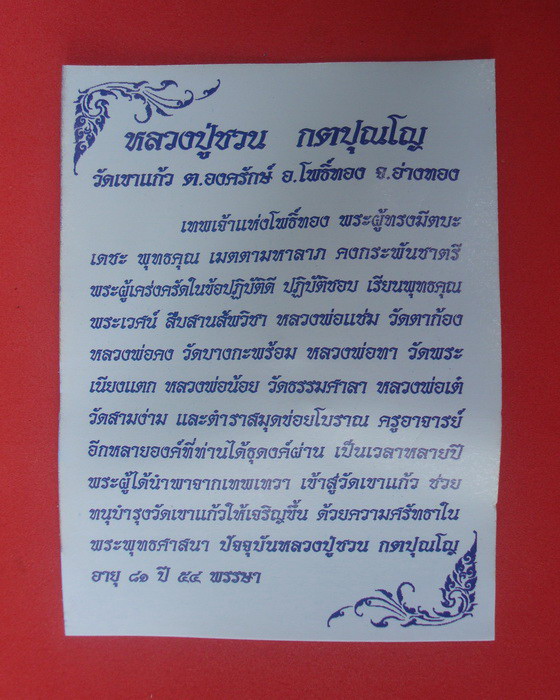 หลวงปู่ชวน กตปุณโญ
วัดเขาแก้ว ต.องครักษ์ อ.โพธิ์ทอง จ.อ่างทอง
เทพเจ้าแห่งโพธิ์ทอง พระผู้ทรงมีตบะ
เดชะ พุทธคุณ เมตตามหาลาภ คงกระพันชาตรี
พระผู้เคร่งครัดในข้อปฏิบัติดี ปฏิบัติชอบ เรียนพุทธคุณ
พระเวศน์ สืบสานสัพวิชา หลวงพ่อแช่ม วัดตาก้อง
หลวงพ่อคง วัดบางกะพร้อม หลวงพ่อทา วัดพระ
เนียงแตก หลวงพ่อน้อย วัดธรรมศาลา หลวงพ่อเต๋
วัดสามง่าม และตำราสมุดข่อยโบราณ ครูอาจารย์
อีกหลายองค์ที่ท่านได้ธุดงค์ผ่าน เป็นเวลาหลายปี
พระผู้ได้นำพาจากเทพเทวา เข้าสู่วัดเขาแก้ว ช่วย
ทนุบำรุงวัดเขาแก้วให้เจริญขึ้น ด้วยความศรัทธาใน
พระพุทธศาสนา ปัจจุบันหลวงปู่ชวน กตปุณโญ
อายุ ๘๑ ปี ๕๔ พรรษา